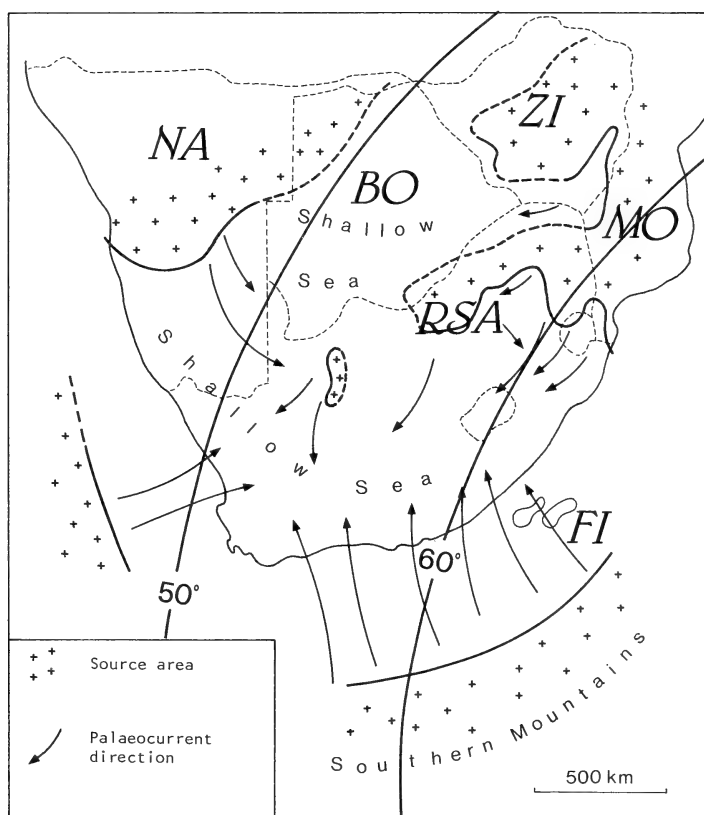 NA
ZI
BO
Shallow
Sea
MO
RSA
Shallow
Sea
FI
50°
60°
Southern Mountains
Source area
Palaeocurrent
direction
500 km